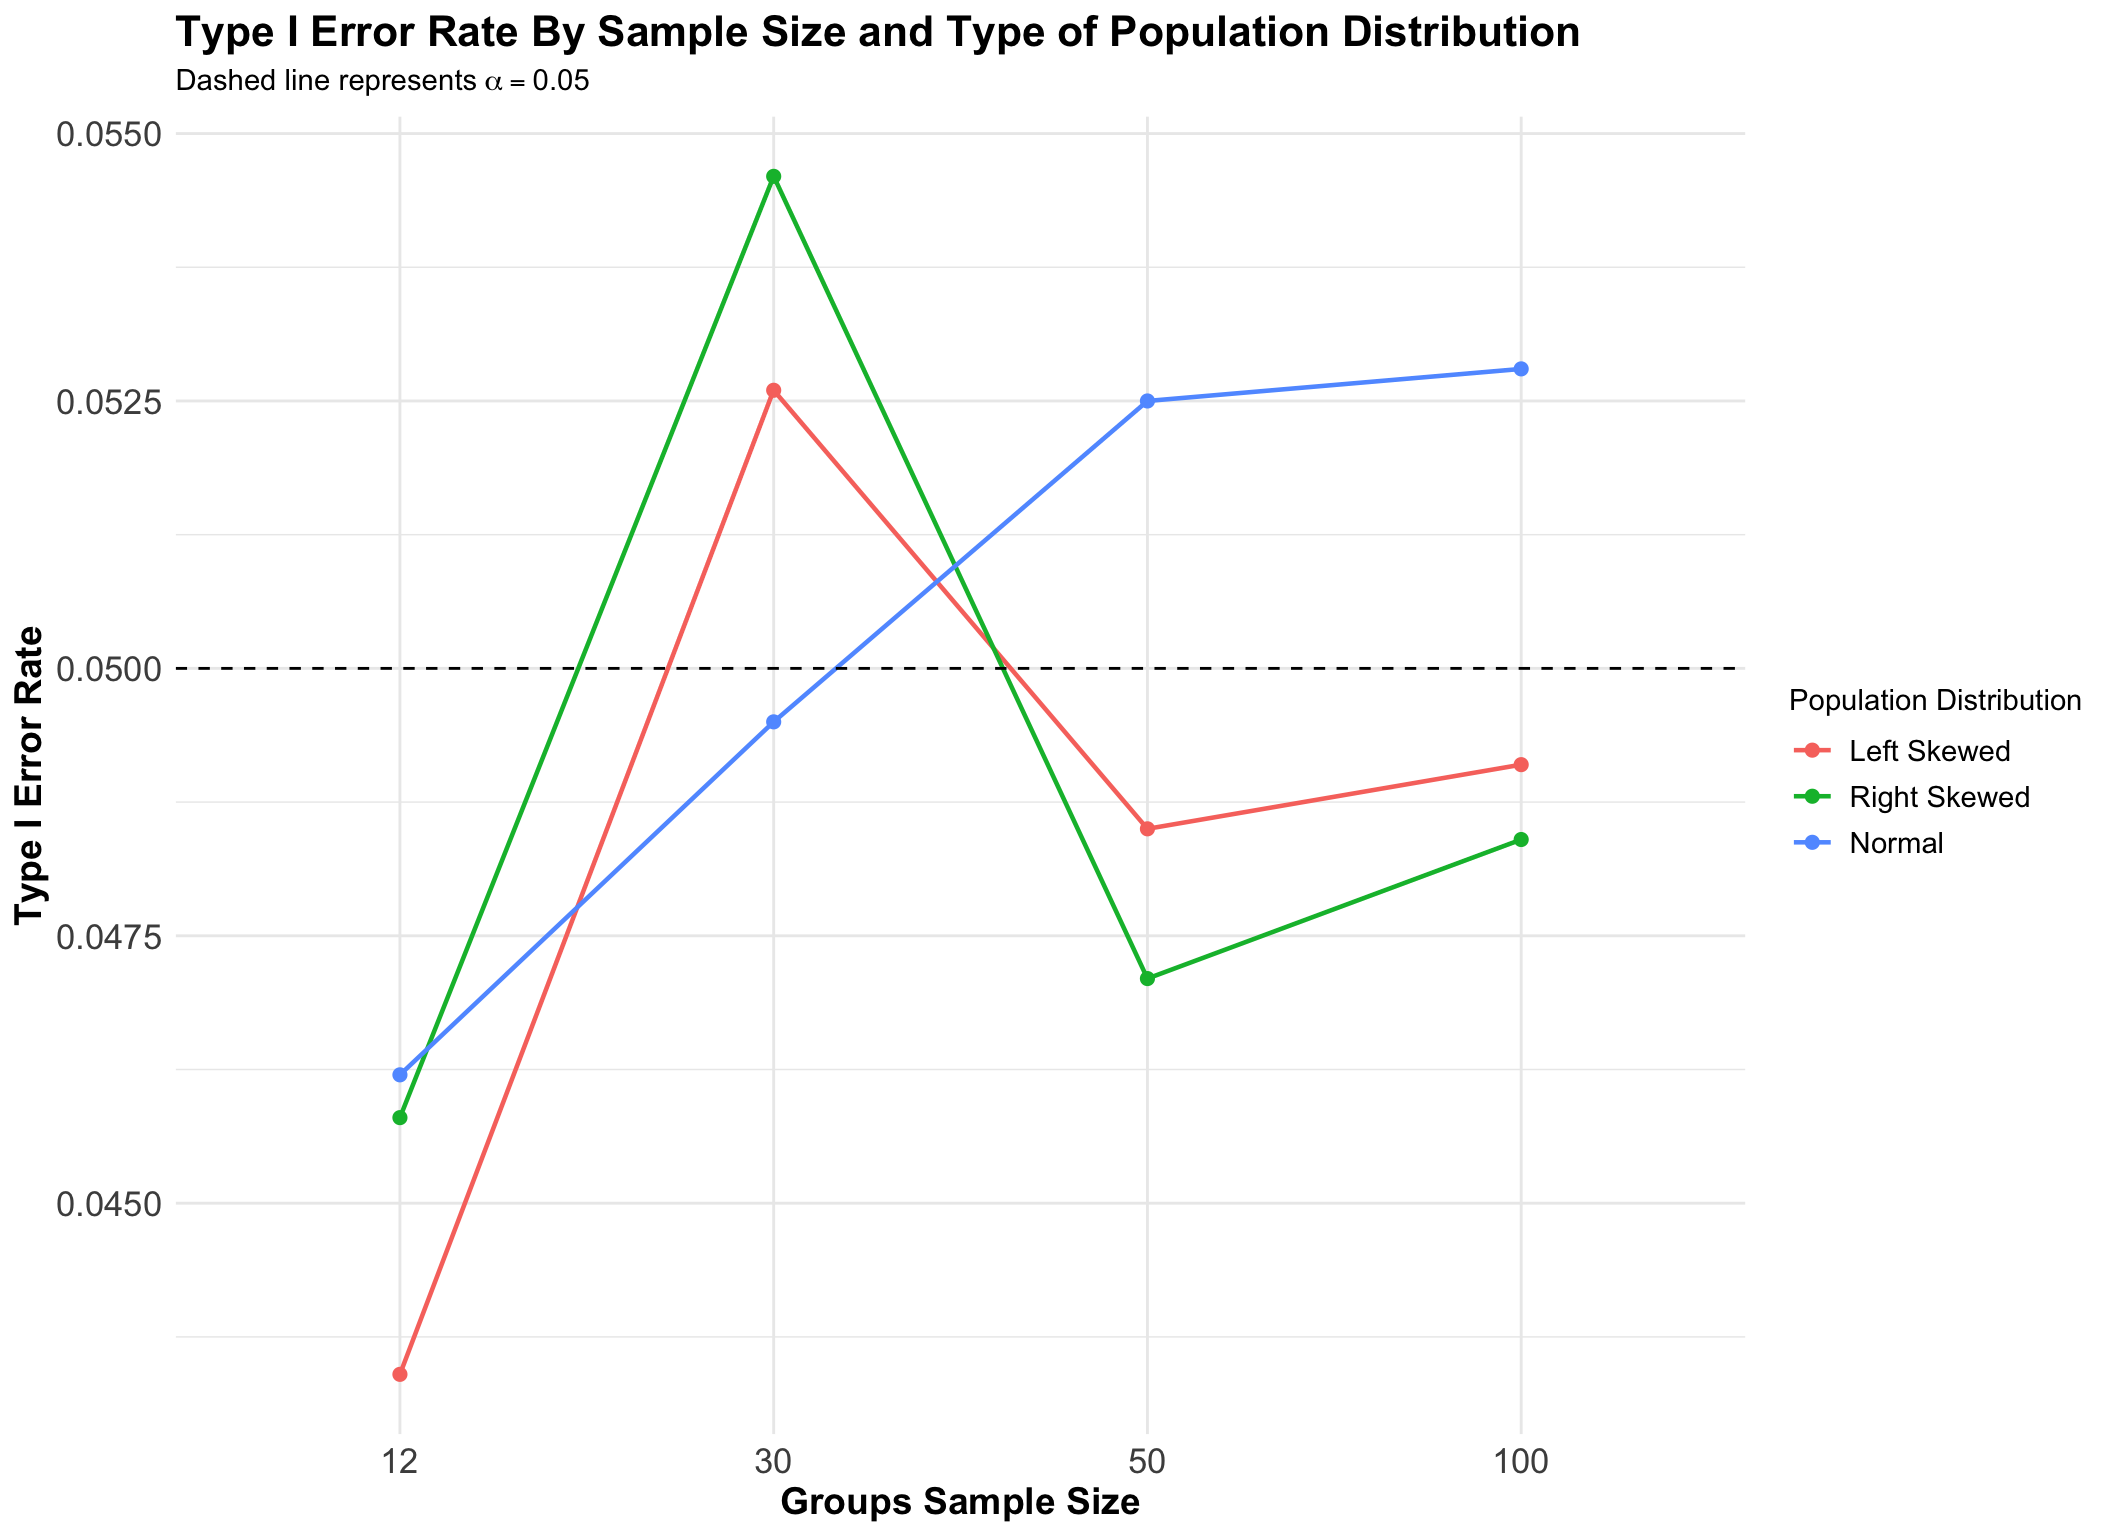 Type I Error Rate By Sample Size and Type of Population Distribution
Dashed line represents α = 0.05
0.0550
0.0525
0.0500
0.0475
0.0450
Type I Error Rate
12
30
50
100
Groups Sample Size
Population Distribution
Left Skewed
Right Skewed
Normal